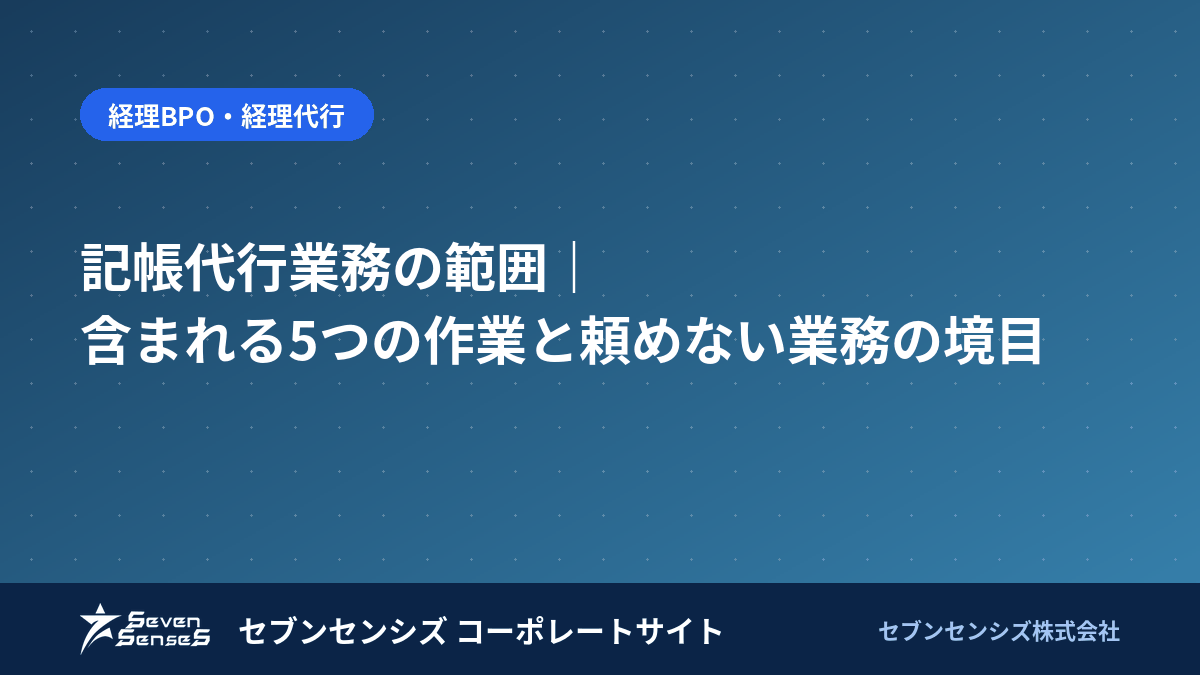 経理BPO・経理代行
記帳代行業務の範囲｜
含まれる5つの作業と頼めない業務の境目
Seven
Senses
セブンセンシズ コーポレートサイト
セブンセンシズ株式会社